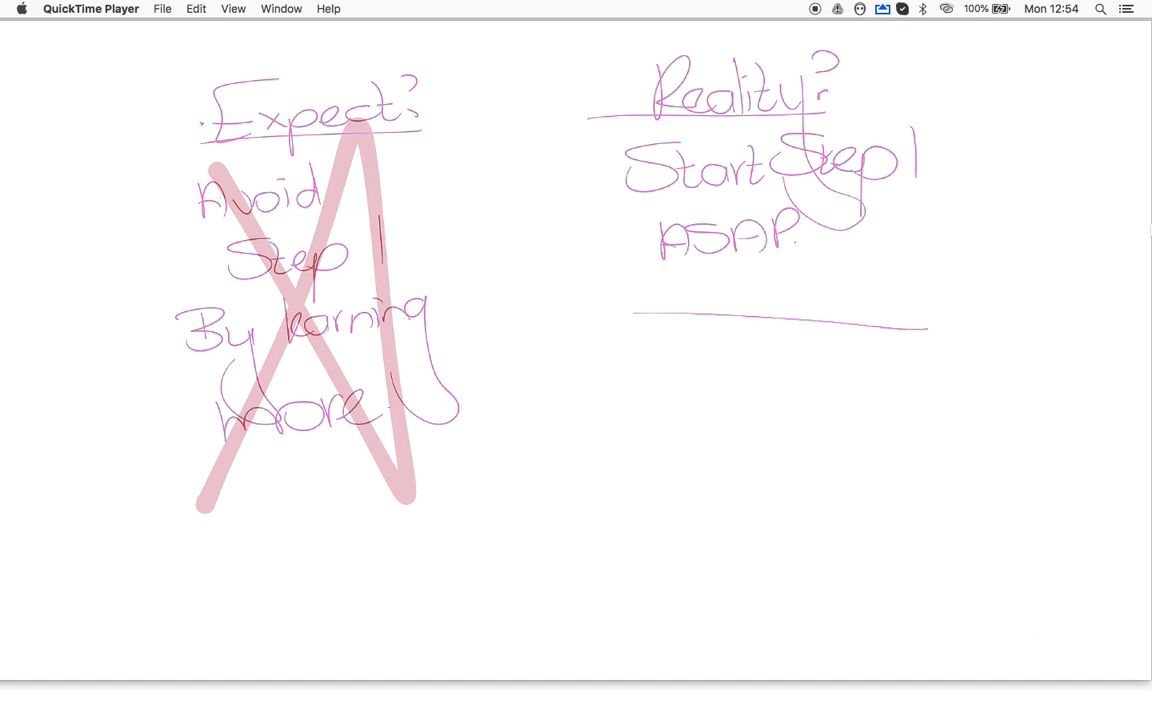 QuickTime Player File Edit View Window Help 100% Mon 12:54
Expect?
Avoid
Step
By learning
more
Reality?
Start Step 1
ASAP.